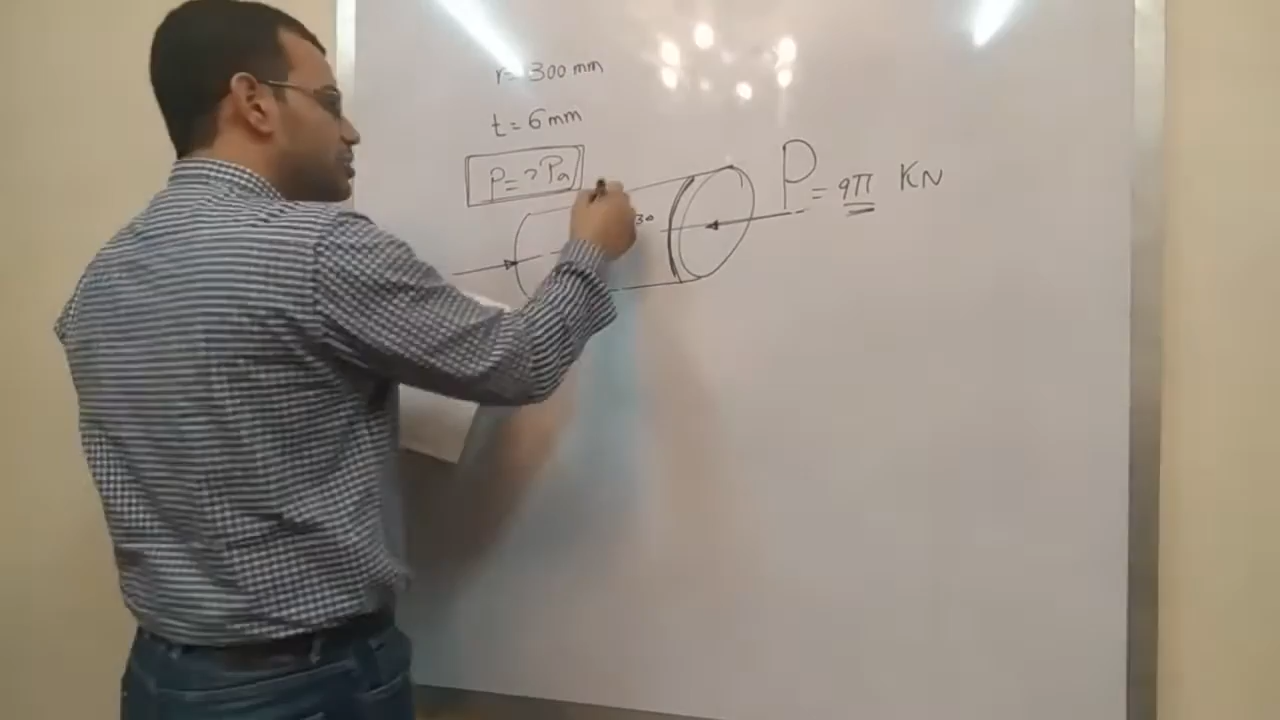 r= 300 mm
t = 6 mm
P = ? Pa
P = 9π KN
30